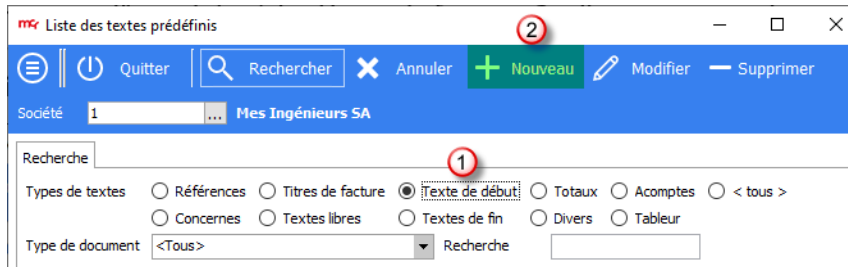 mcr Liste des textes prédéfinis
2
Quitter Rechercher Annuler Nouveau Modifier Supprimer
Société 1 ... Mes Ingénieurs SA
Recherche
1
Types de textes Références Titres de facture Texte de début Totaux Acomptes < tous >
Concernes Textes libres Textes de fin Divers Tableur
Type de document <Tous> Recherche